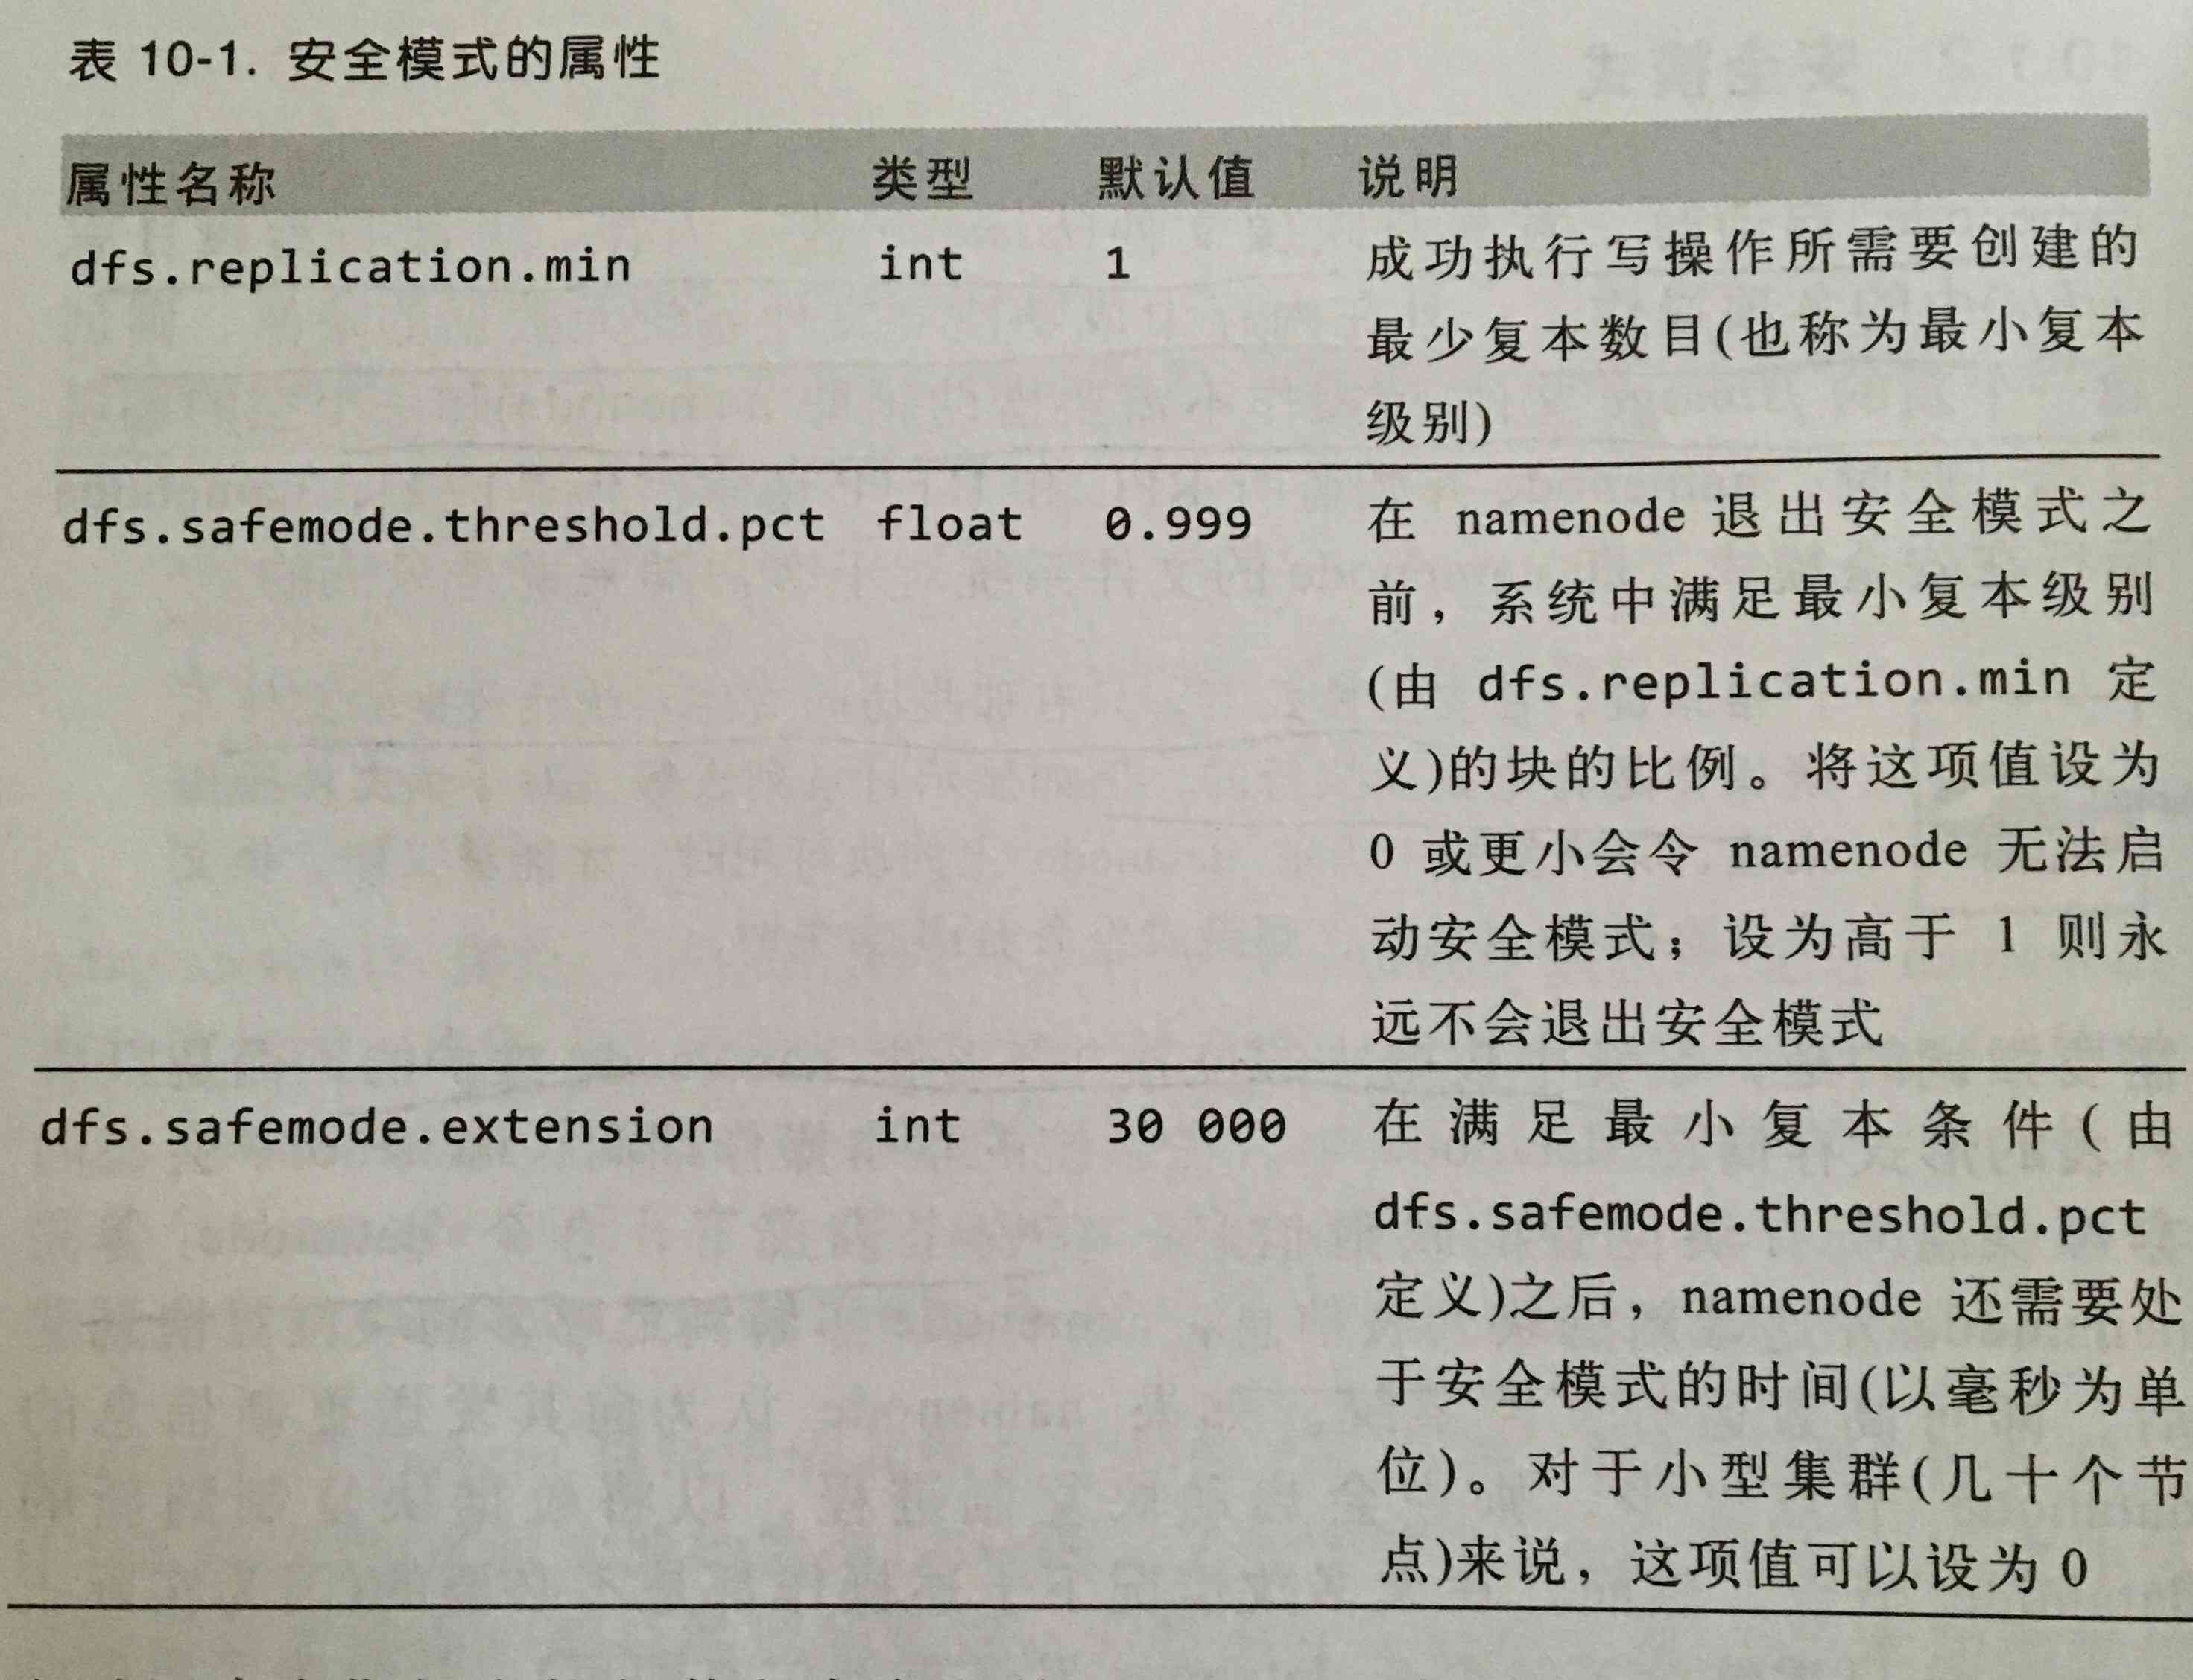 表 10-1. 安全模式的属性
属性名称 类型 默认值 说明
dfs.replication.min int 1 成功执行写操作所需要创建的
最少复本数目(也称为最小复本
级别)
dfs.safemode.threshold.pct float 0.999 在 namenode 退出安全模式之
前，系统中满足最小复本级别
(由 dfs.replication.min 定
义)的块的比例。将这项值设为
0 或更小会令 namenode 无法启
动安全模式；设为高于 1 则永
远不会退出安全模式
dfs.safemode.extension int 30 000 在满足最小复本条件(由
dfs.safemode.threshold.pct
定义)之后，namenode 还需要处
于安全模式的时间(以毫秒为单
位)。对于小型集群(几十个节
点)来说，这项值可以设为 0